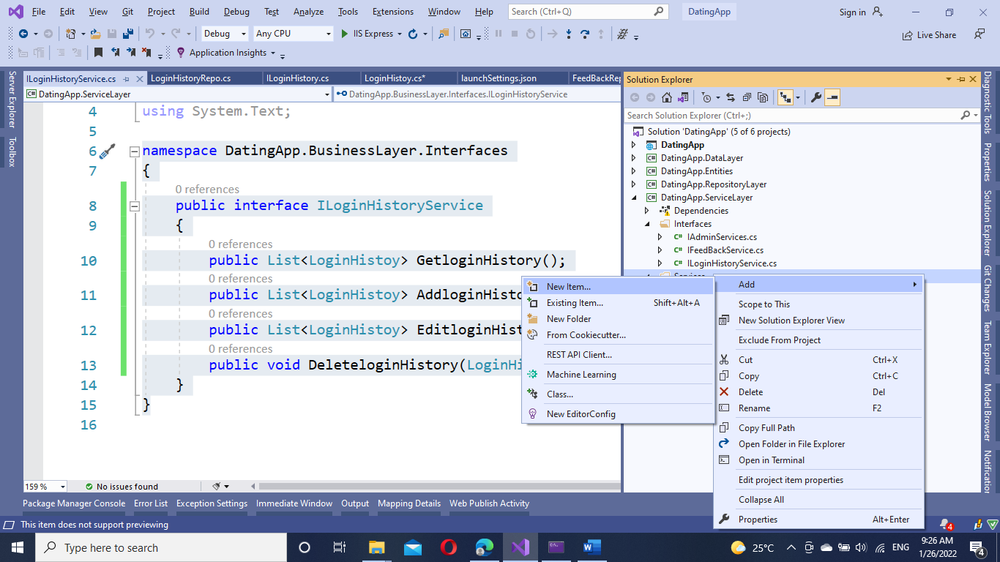 File Edit View Git Project Build Debug Test Analyze Tools Extensions Window Help Search (Ctrl+Q) DatingApp Sign in
Debug Any CPU IIS Express Live Share
Application Insights
Server Explorer
Toolbox
ILoginHistoryService.cs LoginHistoryRepo.cs ILoginHistory.cs LoginHistoy.cs* launchSettings.json FeedBackRep
DatingApp.ServiceLayer DatingApp.BusinessLayer.Interfaces.ILoginHistoryService
4 using System.Text;
5
6 namespace DatingApp.BusinessLayer.Interfaces
7 {
0 references
8 public interface ILoginHistoryService
9 {
0 references
10 public List<LoginHistoy> GetloginHistory();
0 references
11 public List<LoginHistoy> AddloginHisto
0 references
12 public List<LoginHistoy> EditloginHist
0 references
13 public void DeleteloginHistory(LoginHi
14 }
15 }
16
159 % No issues found
Solution Explorer
Search Solution Explorer (Ctrl+;)
Solution 'DatingApp' (5 of 6 projects)
DatingApp
DatingApp.DataLayer
DatingApp.Entities
DatingApp.RepositoryLayer
DatingApp.ServiceLayer
Dependencies
Interfaces
IAdminServices.cs
IFeedBackService.cs
ILoginHistoryService.cs
Services
New Item...
Existing Item... Shift+Alt+A
New Folder
From Cookiecutter...
REST API Client...
Machine Learning
Class...
New EditorConfig
Add
Scope to This
New Solution Explorer View
Exclude From Project
Cut Ctrl+X
Copy Ctrl+C
Delete Del
Rename F2
Copy Full Path
Open Folder in File Explorer
Open in Terminal
Edit project item properties
Collapse All
Properties Alt+Enter
Diagnostic Tools
Properties
Solution Explorer
Git Changes
Team Explorer
Model Browser
Notification
Package Manager Console Error List Exception Settings Immediate Window Output Mapping Details Web Publish Activity
This item does not support previewing 4
Type here to search 25°C ENG 9:26 AM
1/26/2022 4